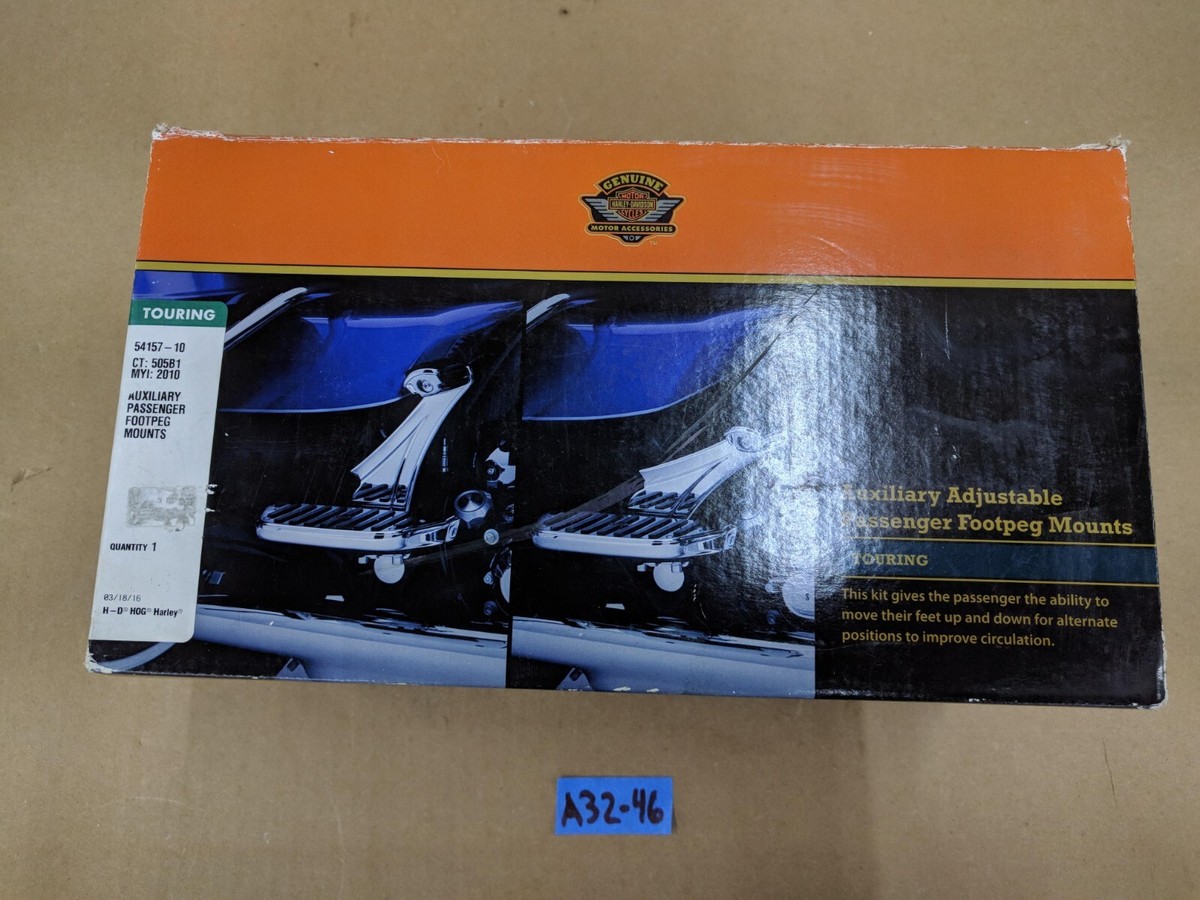 GENUINE
MOTOR
HARLEY-DAVIDSON
CYCLES
MOTOR ACCESSORIES
TM
TOURING
54157-10
CT: 505B1
MYI: 2010
AUXILIARY
PASSENGER
FOOTPEG
MOUNTS
QUANTITY 1
03/18/16
H-D® HOG® Harley®
Auxiliary Adjustable
Passenger Footpeg Mounts
TOURING
This kit gives the passenger the ability to
move their feet up and down for alternate
positions to improve circulation.
A32-46